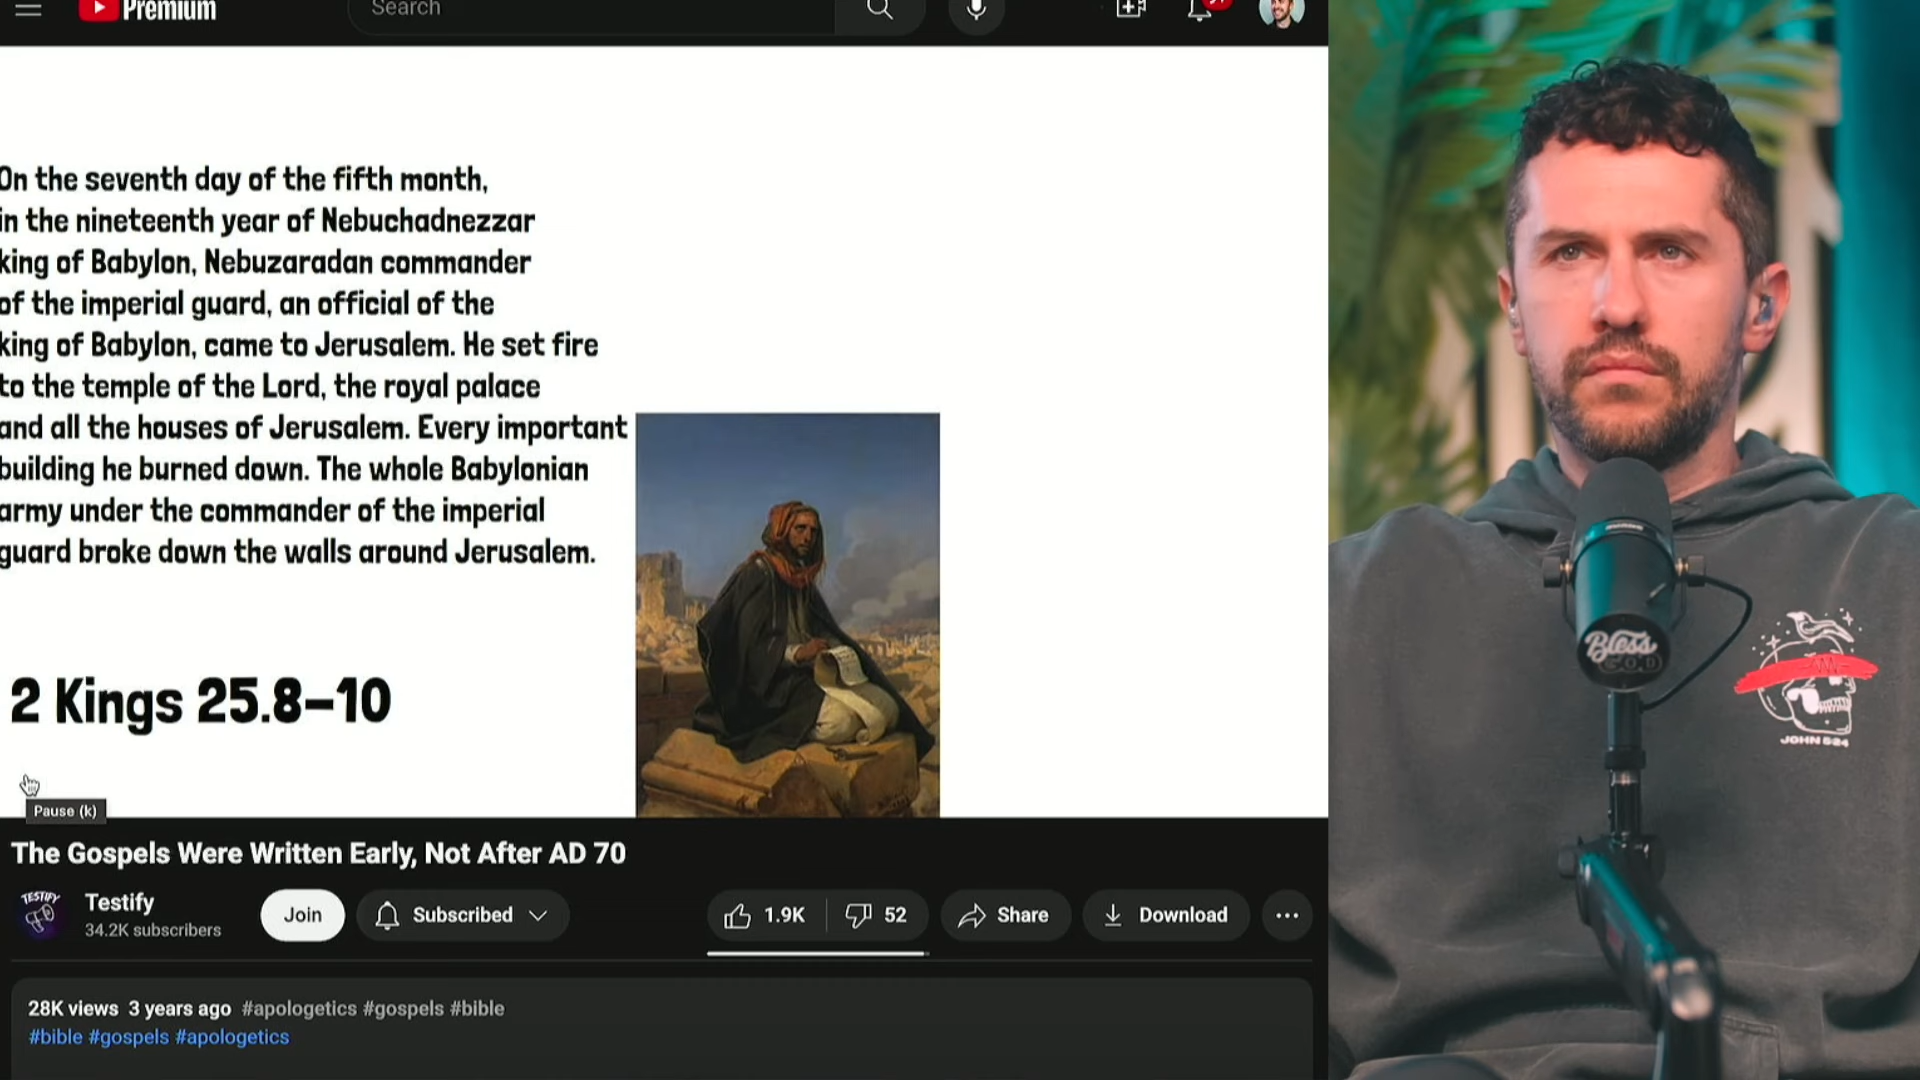 Premium
Search
On the seventh day of the fifth month,
in the nineteenth year of Nebuchadnezzar
king of Babylon, Nebuzaradan commander
of the imperial guard, an official of the
king of Babylon, came to Jerusalem. He set fire
to the temple of the Lord, the royal palace
and all the houses of Jerusalem. Every important
building he burned down. The whole Babylonian
army under the commander of the imperial
guard broke down the walls around Jerusalem.
2 Kings 25.8–10
Pause (k)
The Gospels Were Written Early, Not After AD 70
TESTIFY
Testify
34.2K subscribers
Join
Subscribed
1.9K
52
Share
Download
28K views 3 years ago #apologetics #gospels #bible
#bible #gospels #apologetics
Bless
GOD
JOHN 5:24